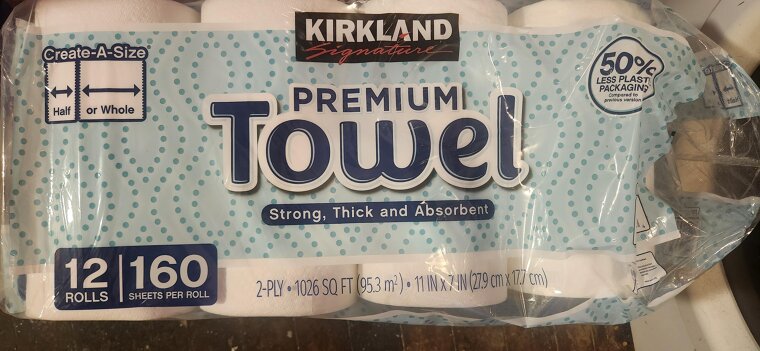 KIRKLAND
Signature
Create-A-Size
Half
or Whole
50%
LESS PLASTI
PACKAGING
Compared to
previous version
PREMIUM
Towel
Strong, Thick and Absorbent
12
ROLLS
160
SHEETS PER ROLL
2-PLY • 1026 SQ FT (95.3 m²) • 11 IN x 7 IN (27.9 cm x 17.7 cm)